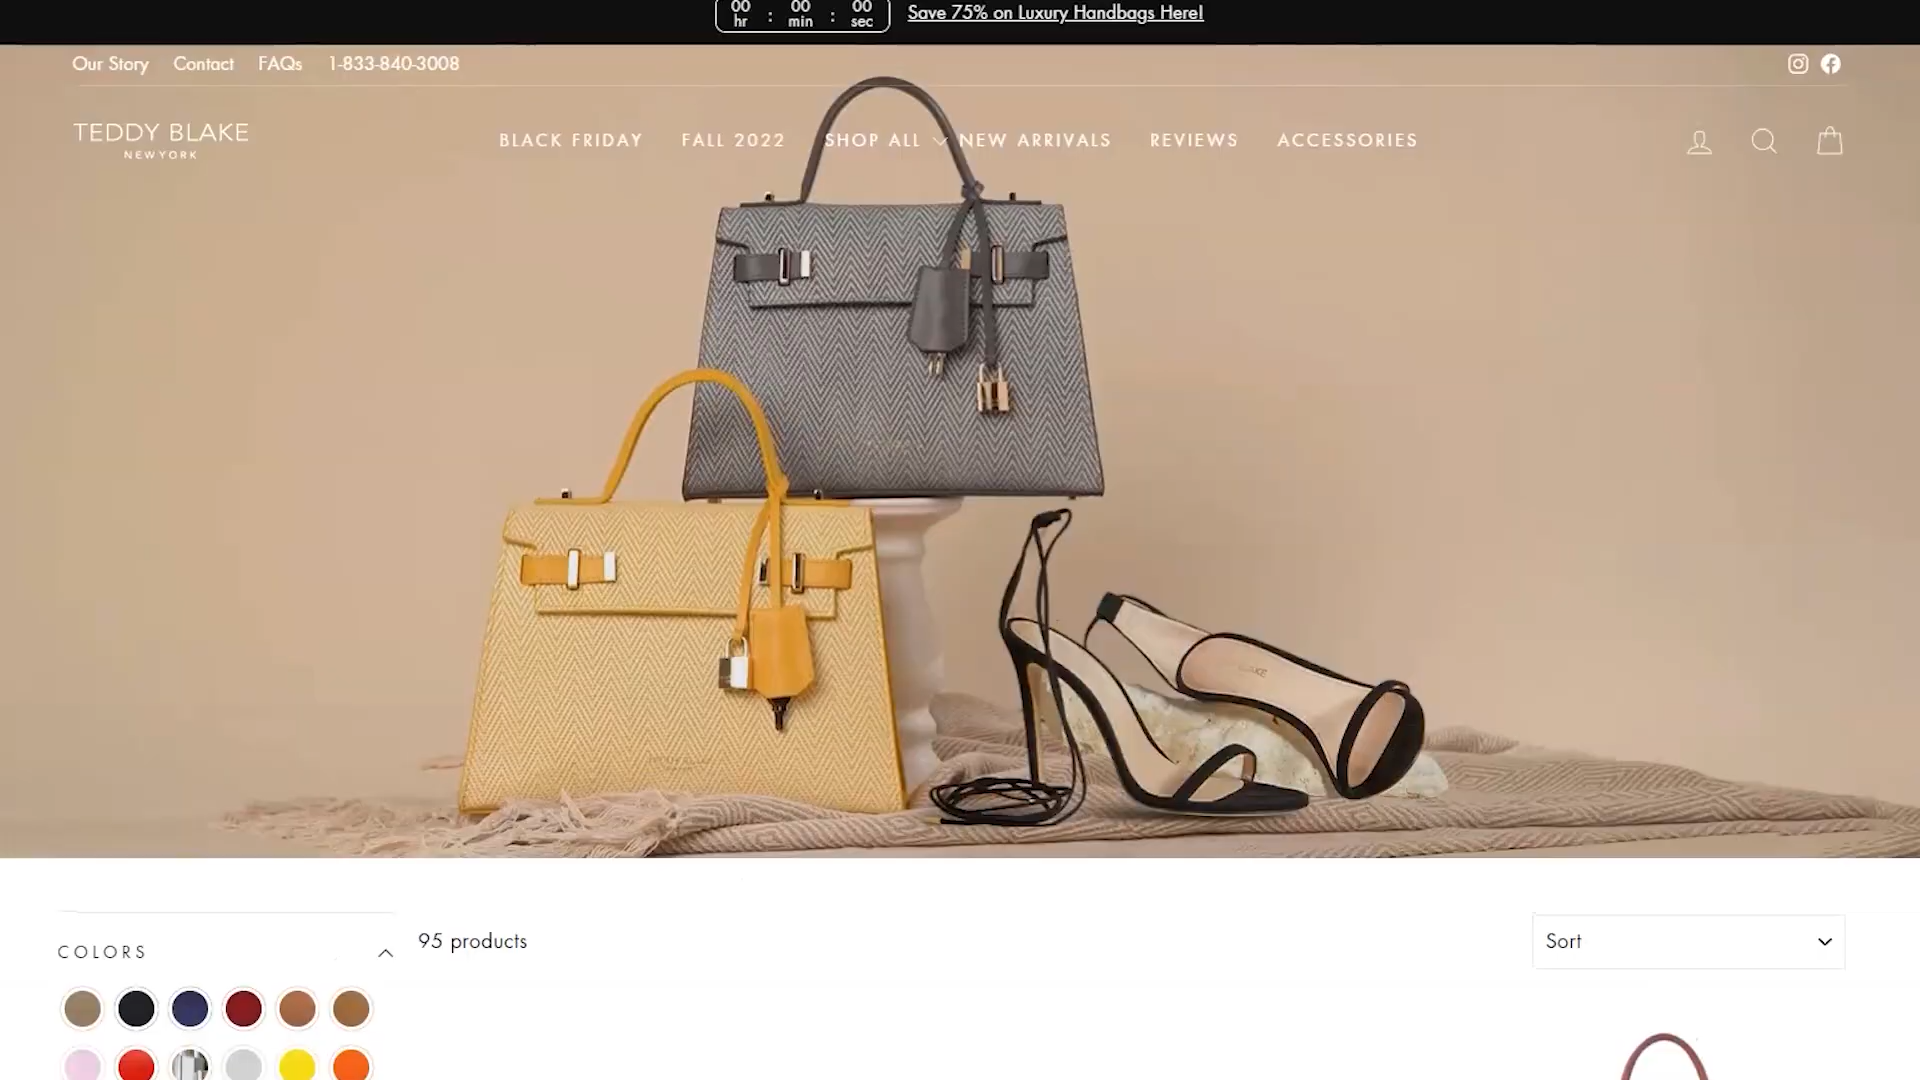 00 : 00 : 00
hr min sec
Save 75% on Luxury Handbags Here!
Our Story Contact FAQs 1-833-840-3008
TEDDY BLAKE
NEW YORK
BLACK FRIDAY FALL 2022 SHOP ALL NEW ARRIVALS REVIEWS ACCESSORIES
COLORS
95 products
Sort